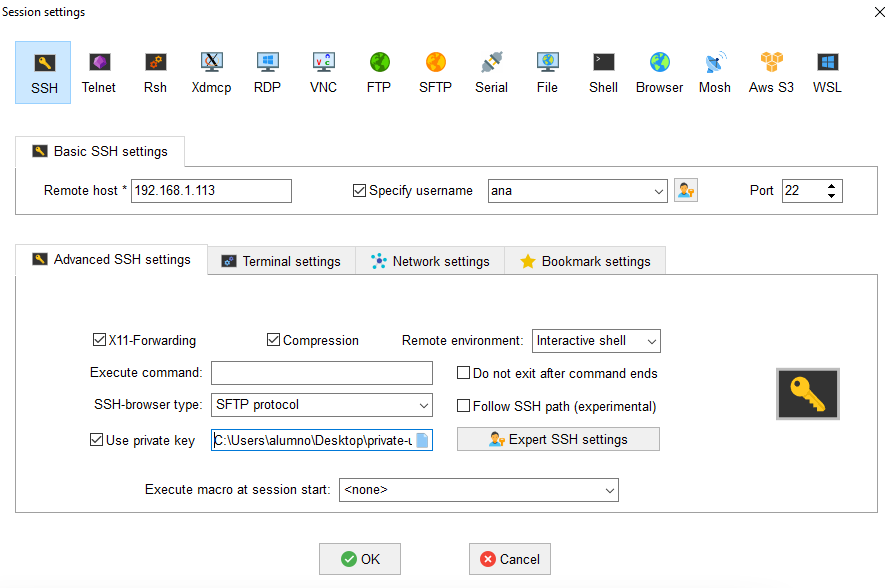 Session settings
SSH Telnet Rsh Xdmcp RDP VNC FTP SFTP Serial File Shell Browser Mosh Aws S3 WSL
Basic SSH settings
Remote host * 192.168.1.113 Specify username ana Port 22
Advanced SSH settings Terminal settings Network settings Bookmark settings
X11-Forwarding Compression Remote environment: Interactive shell
Execute command: Do not exit after command ends
SSH-browser type: SFTP protocol Follow SSH path (experimental)
Use private key C:\Users\alumno\Desktop\private-u Expert SSH settings
Execute macro at session start: <none>
OK Cancel